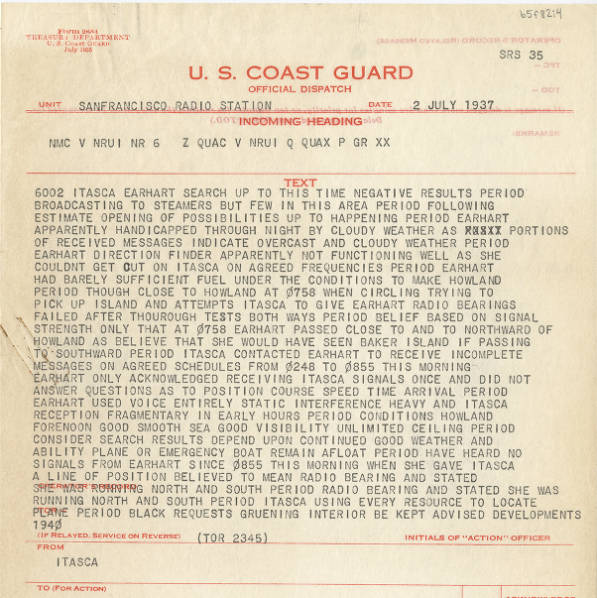 65F82:4
Form 9684
TREASURY DEPARTMENT
U. S. Coast Guard
July 1935
SRS 35
U. S. COAST GUARD
OFFICIAL DISPATCH
UNIT SANFRANCISCO RADIO STATION DATE 2 JULY 1937
INCOMING HEADING
NMC V NRUI NR 6 Z QUAC V NRUI Q QUAX P GR XX
TEXT
6002 ITASCA EARHART SEARCH UP TO THIS TIME NEGATIVE RESULTS PERIOD
BROADCASTING TO STEAMERS BUT FEW IN THIS AREA PERIOD FOLLOWING
ESTIMATE OPENING OF POSSIBILITIES UP TO HAPPENING PERIOD EARHART
APPARENTLY HANDICAPPED THROUGH NIGHT BY CLOUDY WEATHER AS PORTIONS
OF RECEIVED MESSAGES INDICATE OVERCAST AND CLOUDY WEATHER PERIOD
EARHART DIRECTION FINDER APPARENTLY NOT FUNCTIONING WELL AS SHE
COULDNT GET CUT ON ITASCA ON AGREED FREQUENCIES PERIOD EARHART
HAD BARELY SUFFICIENT FUEL UNDER THE CONDITIONS TO MAKE HOWLAND
PERIOD THOUGH CLOSE TO HOWLAND AT 0758 WHEN CIRCLING TRYING TO
PICK UP ISLAND AND ATTEMPTS ITASCA TO GIVE EARHART RADIO BEARINGS
FAILED AFTER THOUROUGH TESTS BOTH WAYS PERIOD BELIEF BASED ON SIGNAL
STRENGTH ONLY THAT AT 0758 EARHART PASSED CLOSE TO AND TO NORTHWARD OF
HOWLAND AS BELIEVE THAT SHE WOULD HAVE SEEN BAKER ISLAND IF PASSING
TO SOUTHWARD PERIOD ITASCA CONTACTED EARHART TO RECEIVE INCOMPLETE
MESSAGES ON AGREED SCHEDULES FROM 0248 TO 0855 THIS MORNING
EARHART ONLY ACKNOWLEDGED RECEIVING ITASCA SIGNALS ONCE AND DID NOT
ANSWER QUESTIONS AS TO POSITION COURSE SPEED TIME ARRIVAL PERIOD
EARHART USED VOICE ENTIRELY STATIC INTERFERENCE HEAVY AND ITASCA
RECEPTION FRAGMENTARY IN EARLY HOURS PERIOD CONDITIONS HOWLAND
FORENOON GOOD SMOOTH SEA GOOD VISIBILITY UNLIMITED CEILING PERIOD
CONSIDER SEARCH RESULTS DEPEND UPON CONTINUED GOOD WEATHER AND
ABILITY PLANE OR EMERGENCY BOAT REMAIN AFLOAT PERIOD HAVE HEARD NO
SIGNALS FROM EARHART SINCE 0855 THIS MORNING WHEN SHE GAVE ITASCA
A LINE OF POSITION BELIEVED TO MEAN RADIO BEARING AND STATED
SHE WAS RUNNING NORTH AND SOUTH PERIOD RADIO BEARING AND STATED SHE WAS
RUNNING NORTH AND SOUTH PERIOD ITASCA USING EVERY RESOURCE TO LOCATE
PLANE PERIOD BLACK REQUESTS GRUENING INTERIOR BE KEPT ADVISED DEVELOPMENTS
1940
(IF RELAYED, SERVICE ON REVERSE) (TOR 2345) INITIALS OF "ACTION" OFFICER
FROM
ITASCA
TO (FOR ACTION)